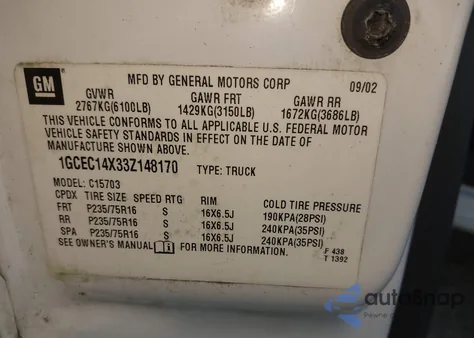 GM
MFD BY GENERAL MOTORS CORP 09/02
GVWR GAWR FRT GAWR RR
2767KG(6100LB) 1429KG(3150LB) 1672KG(3686LB)
THIS VEHICLE CONFORMS TO ALL APPLICABLE U.S. FEDERAL MOTOR
VEHICLE SAFETY STANDARDS IN EFFECT ON THE DATE OF
MANUFACTURE SHOWN ABOVE.
1GCEC14X33Z148170 TYPE: TRUCK
MODEL: C15703
CPDX TIRE SIZE SPEED RTG RIM COLD TIRE PRESSURE
FRT P235/75R16 S 16X6.5J 190KPA(28PSI)
RR P235/75R16 S 16X6.5J 240KPA(35PSI)
SPA P235/75R16 S 16X6.5J 240KPA(35PSI)
SEE OWNER'S MANUAL FOR MORE INFORMATION.
F 438
T 1392
autoSnap